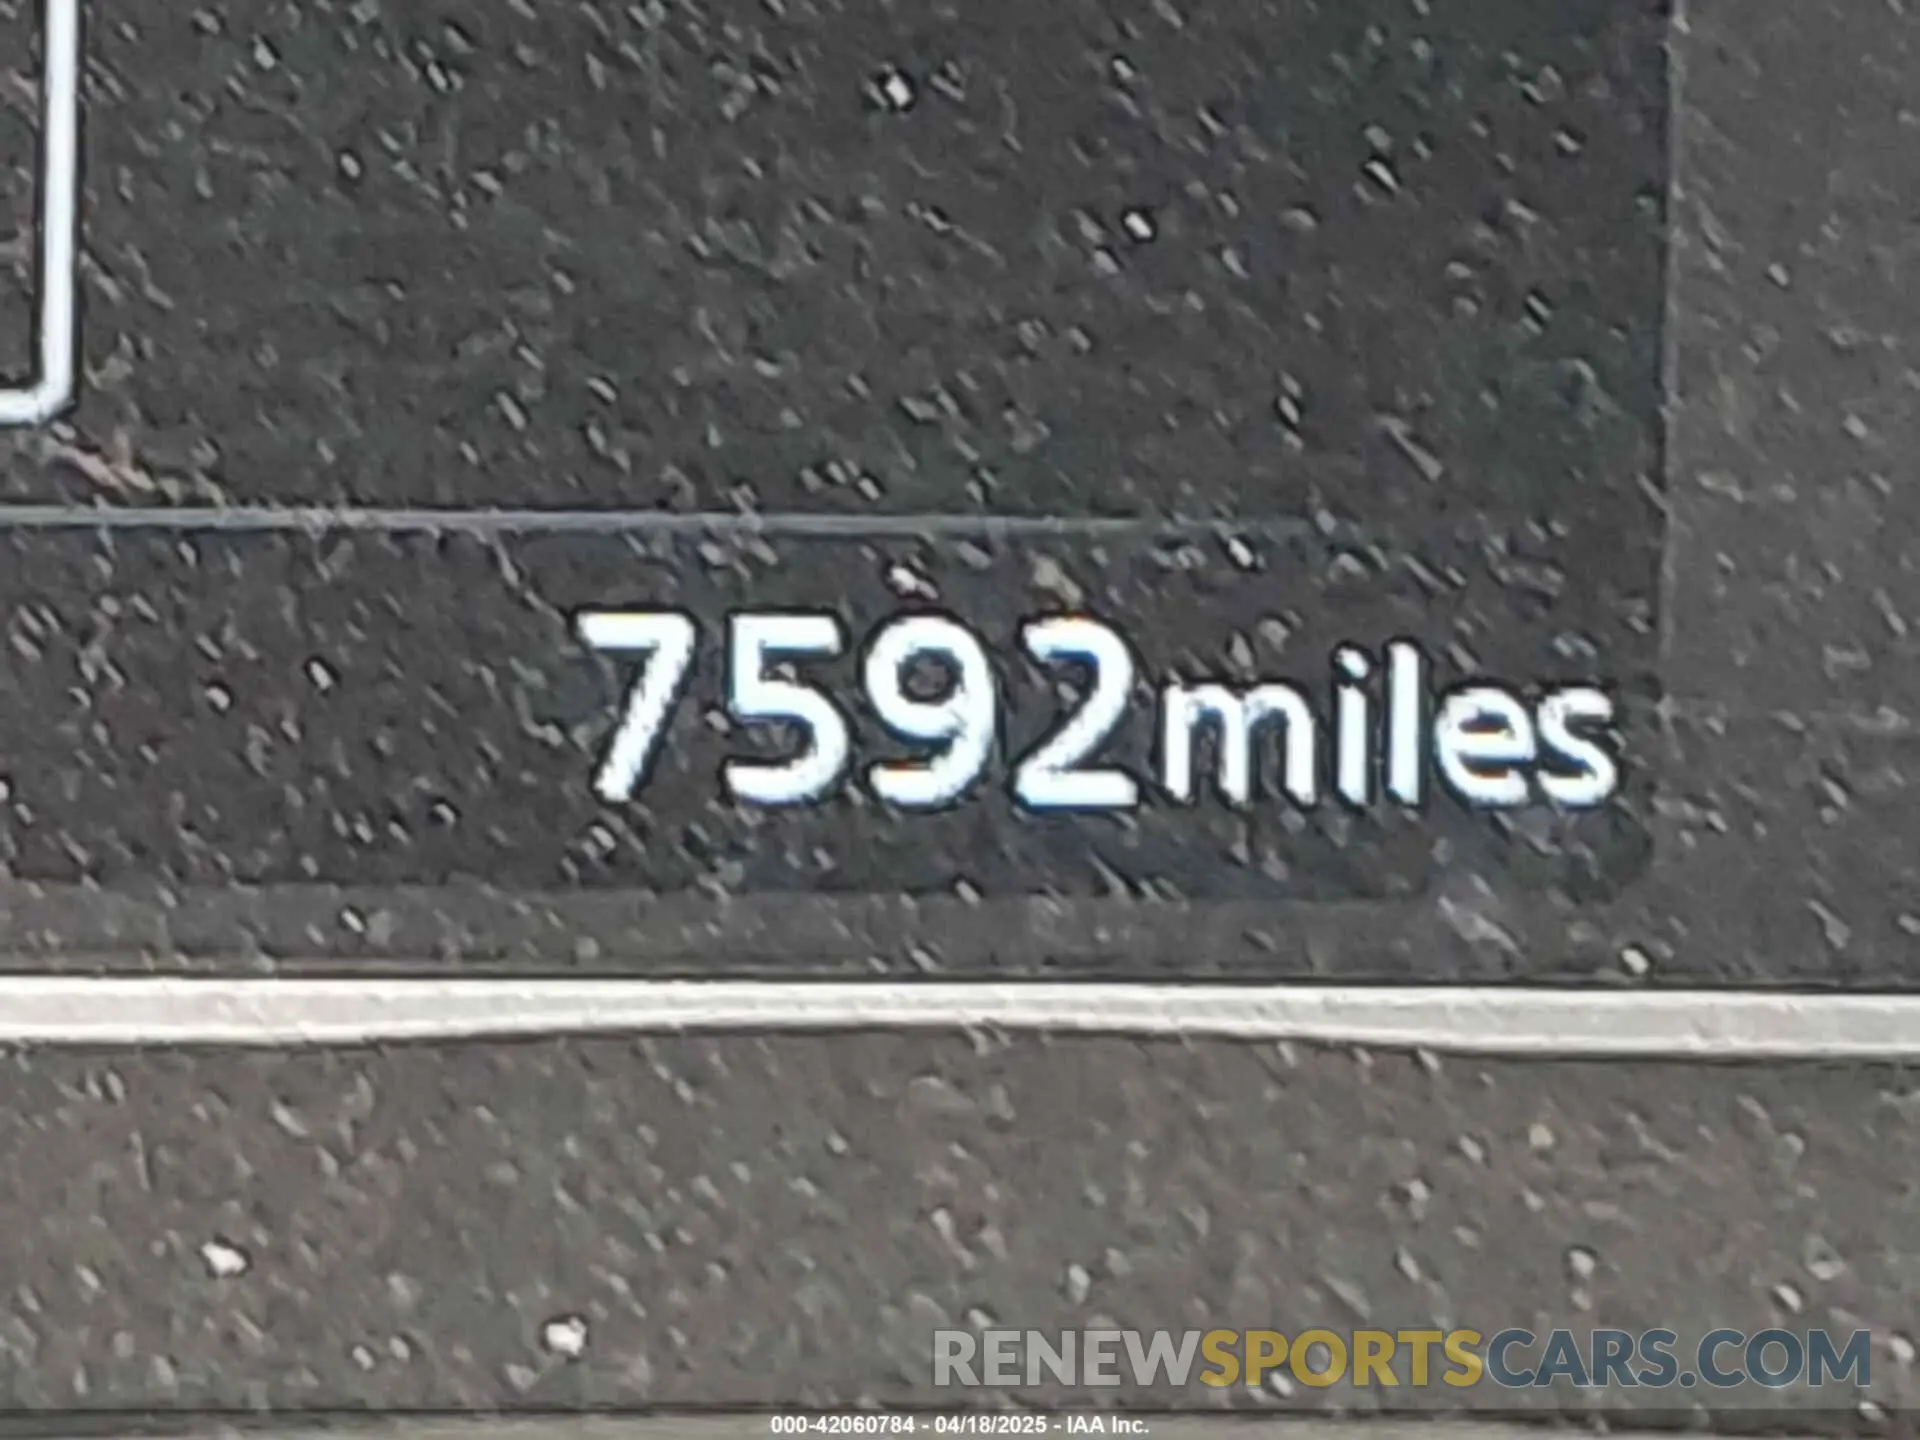 7592miles
RENEWSPORTSCARS.COM
000-42060784 - 04/18/2025 - IAA Inc.